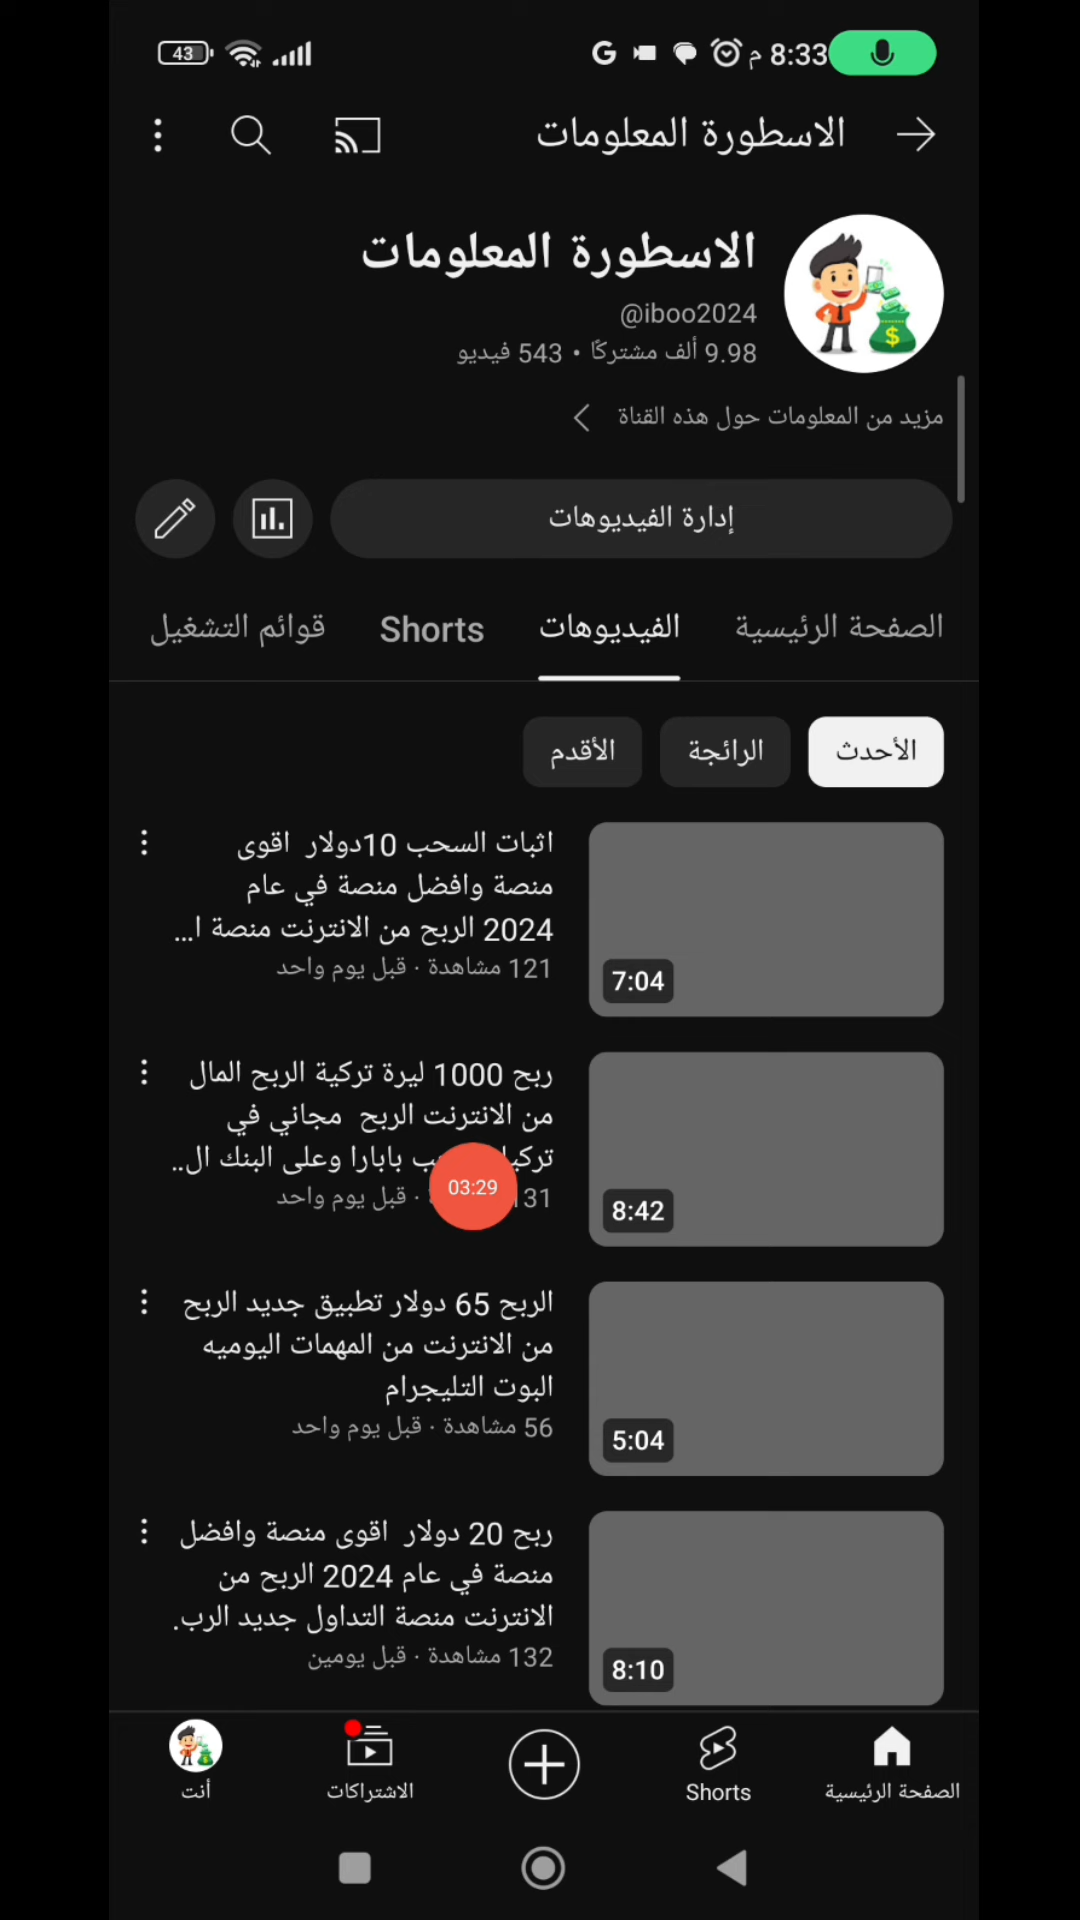 43
8:33 م
الاسطورة المعلومات
الاسطورة المعلومات
@iboo2024
9.98 ألف مشتركًا • 543 فيديو
مزيد من المعلومات حول هذه القناة
إدارة الفيديوهات
الصفحة الرئيسية
الفيديوهات
Shorts
قوائم التشغيل
الأحدث
الرائجة
الأقدم
اثبات السحب 10دولار اقوى
منصة وافضل منصة في عام
2024 الربح من الانترنت منصة ا...
121 مشاهدة · قبل يوم واحد
7:04
ربح 1000 ليرة تركية الربح المال
من الانترنت الربح مجاني في
بابارا وعلى البنك ال..
131 · قبل يوم واحد
03:29
8:42
الربح 65 دولار تطبيق جديد الربح
من الانترنت من المهمات اليوميه
البوت التليجرام
56 مشاهدة · قبل يوم واحد
5:04
ربح 20 دولار اقوى منصة وافضل
منصة في عام 2024 الربح من
الانترنت منصة التداول جديد الرب.
132 مشاهدة · قبل يومين
8:10
الصفحة الرئيسية
Shorts
الاشتراكات
أنت